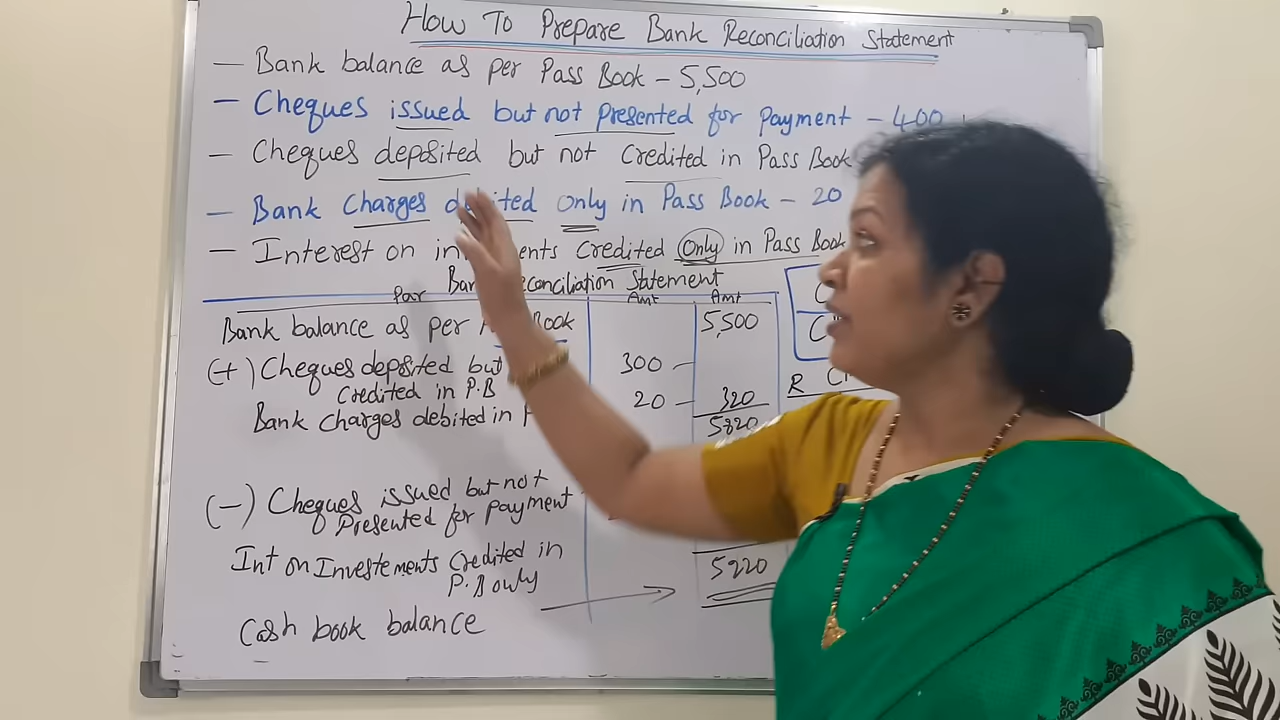 How To Prepare Bank Reconciliation Statement
– Bank balance as per Pass Book – 5,500
– Cheques issued but not presented for payment – 400
– Cheques deposited but not Credited in Pass Book
– Bank Charges debited Only in Pass Book – 20
– Interest on Credited Only in Pass Book
Reconciliation Statement
Par Amt Amt
Bank balance as per Book 5,500
(+) Cheques deposited but 300
Credited in P.B 20 320
Bank Charges debited in 5820
(–) Cheques issued but not
Presented for payment
Int on Investements Credited in 5220
P.B only
Cash book balance
R